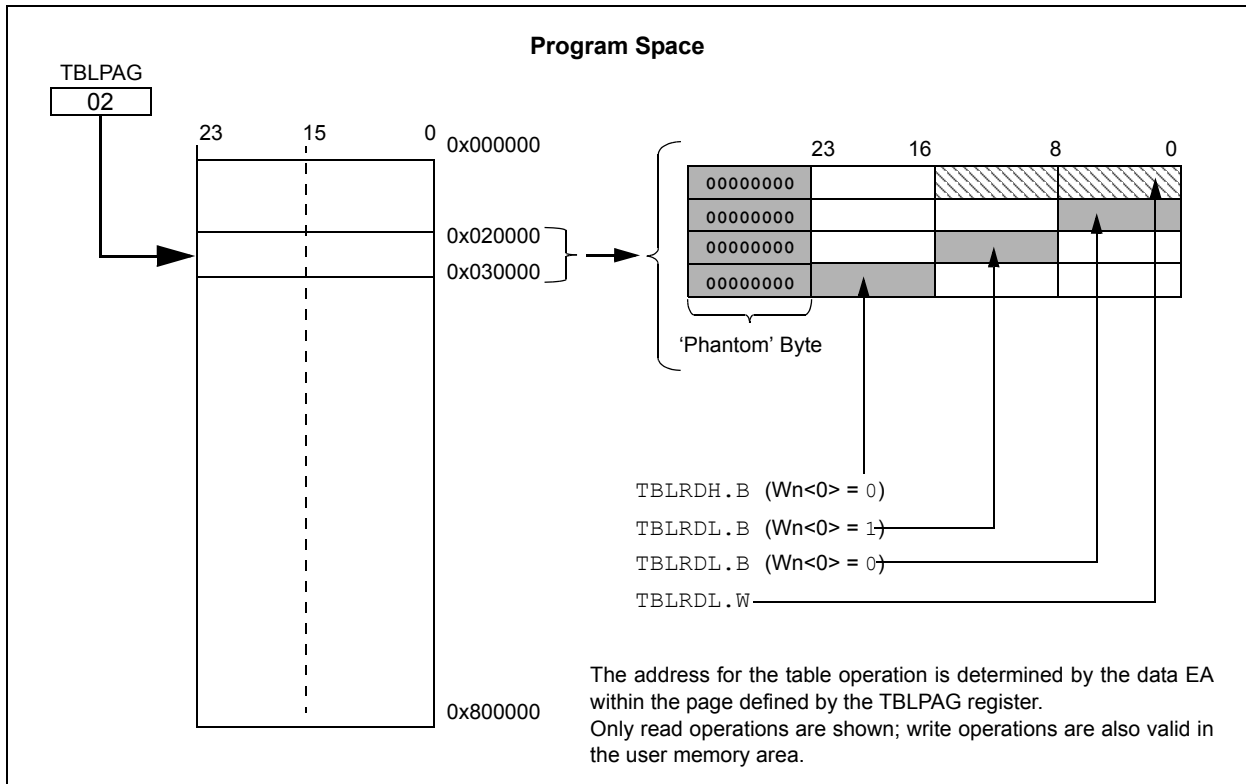 Program Space
TBLPAG
02
23 15 0
0x000000
0x020000
0x030000
0x800000
23 16 8 0
00000000
00000000
00000000
00000000
‘Phantom’ Byte
TBLRDH.B (Wn<0> = 0)
TBLRDL.B (Wn<0> = 1)
TBLRDL.B (Wn<0> = 0)
TBLRDL.W
The address for the table operation is determined by the data EA
within the page defined by the TBLPAG register.
Only read operations are shown; write operations are also valid in
the user memory area.